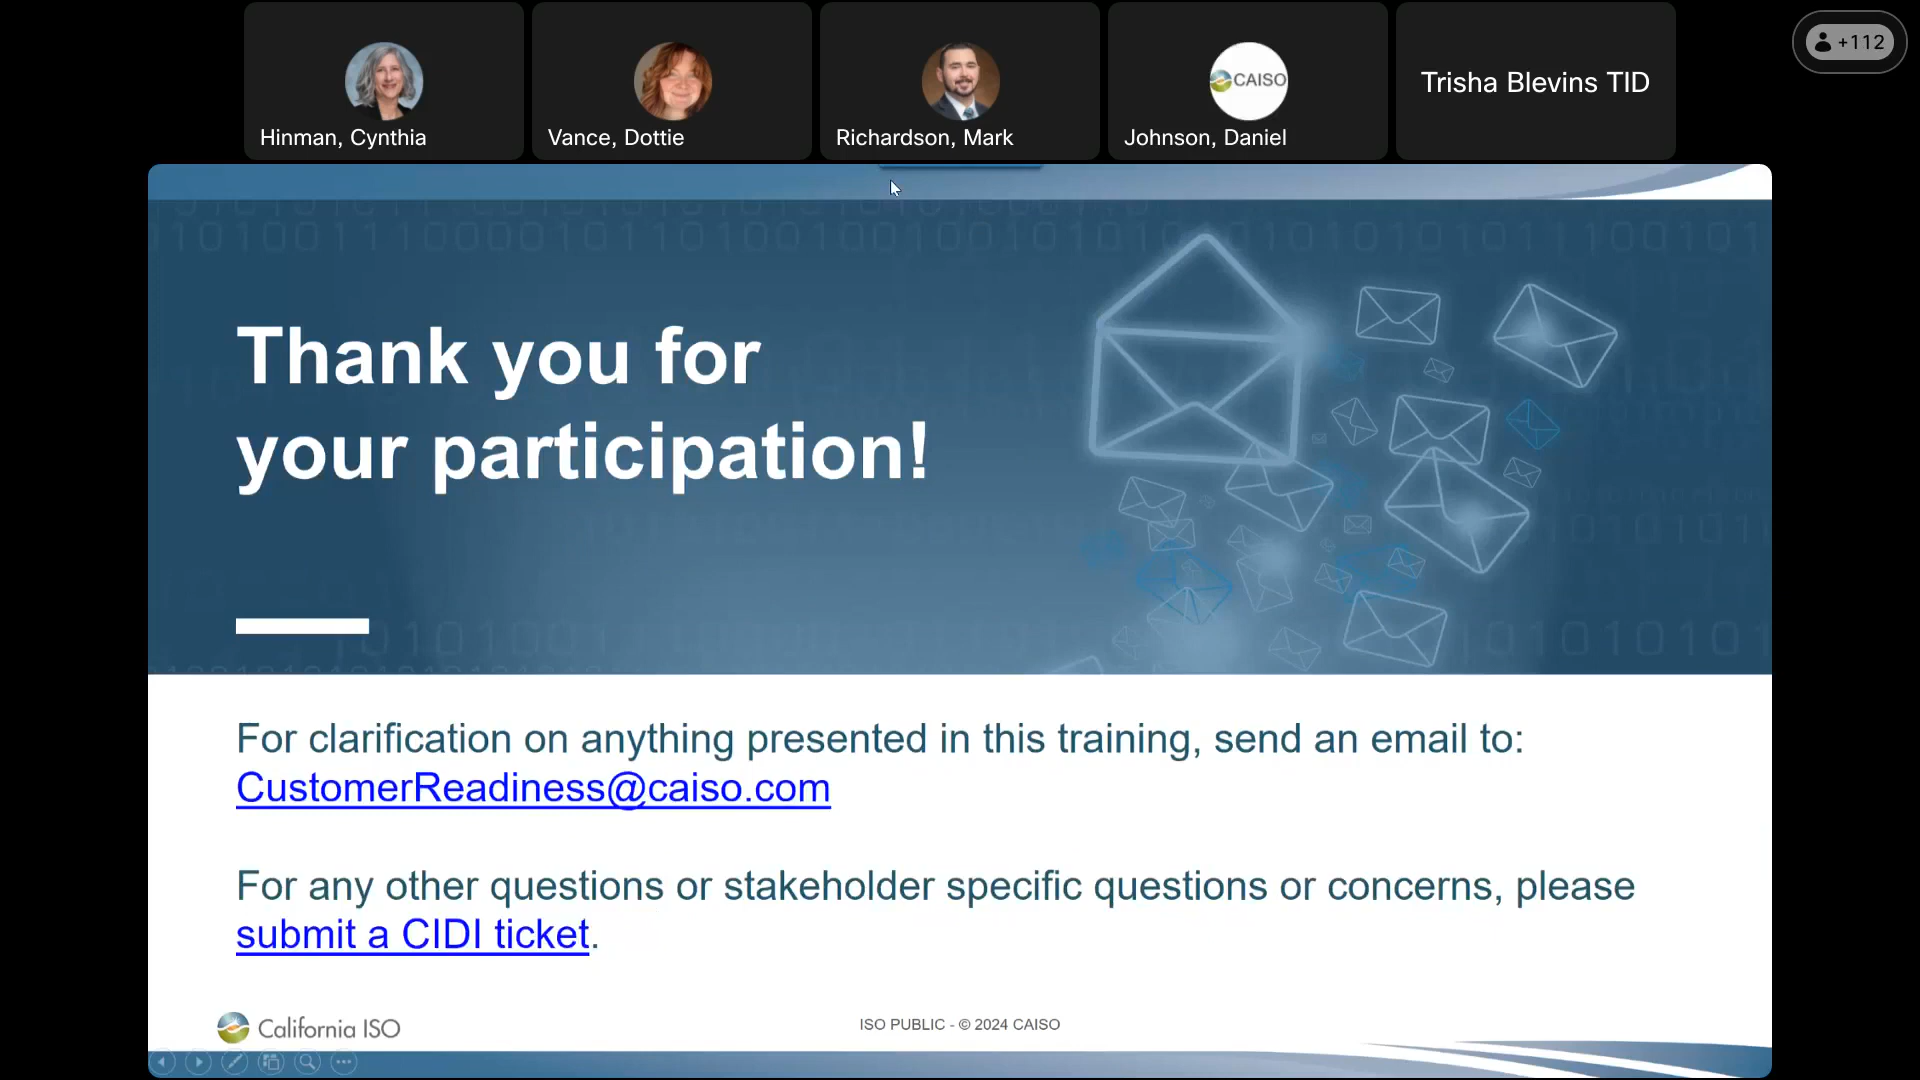 Hinman, Cynthia
Vance, Dottie
Richardson, Mark
CAISO
Johnson, Daniel
Trisha Blevins TID
+112
Thank you for
your participation!
For clarification on anything presented in this training, send an email to:
CustomerReadiness@caiso.com
For any other questions or stakeholder specific questions or concerns, please
submit a CIDI ticket.
California ISO
ISO PUBLIC - © 2024 CAISO